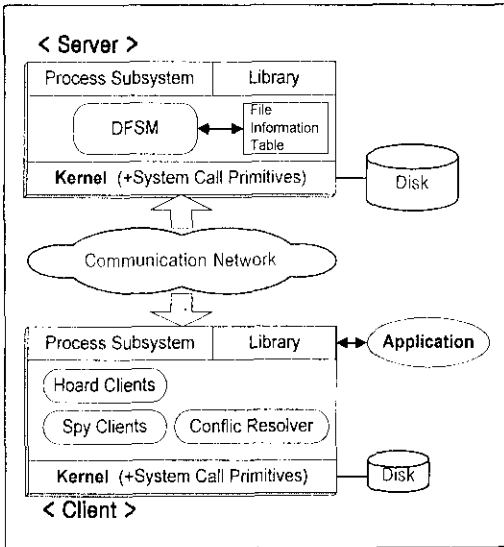 < Server >
Process Subsystem
Library
DFSM
File
Information
Table
Kernel (+System Call Primitives)
Disk
Communication Network
Process Subsystem
Library
Application
Hoard Clients
Spy Clients
Conflic Resolver
Kernel (+System Call Primitives)
Disk
< Client >